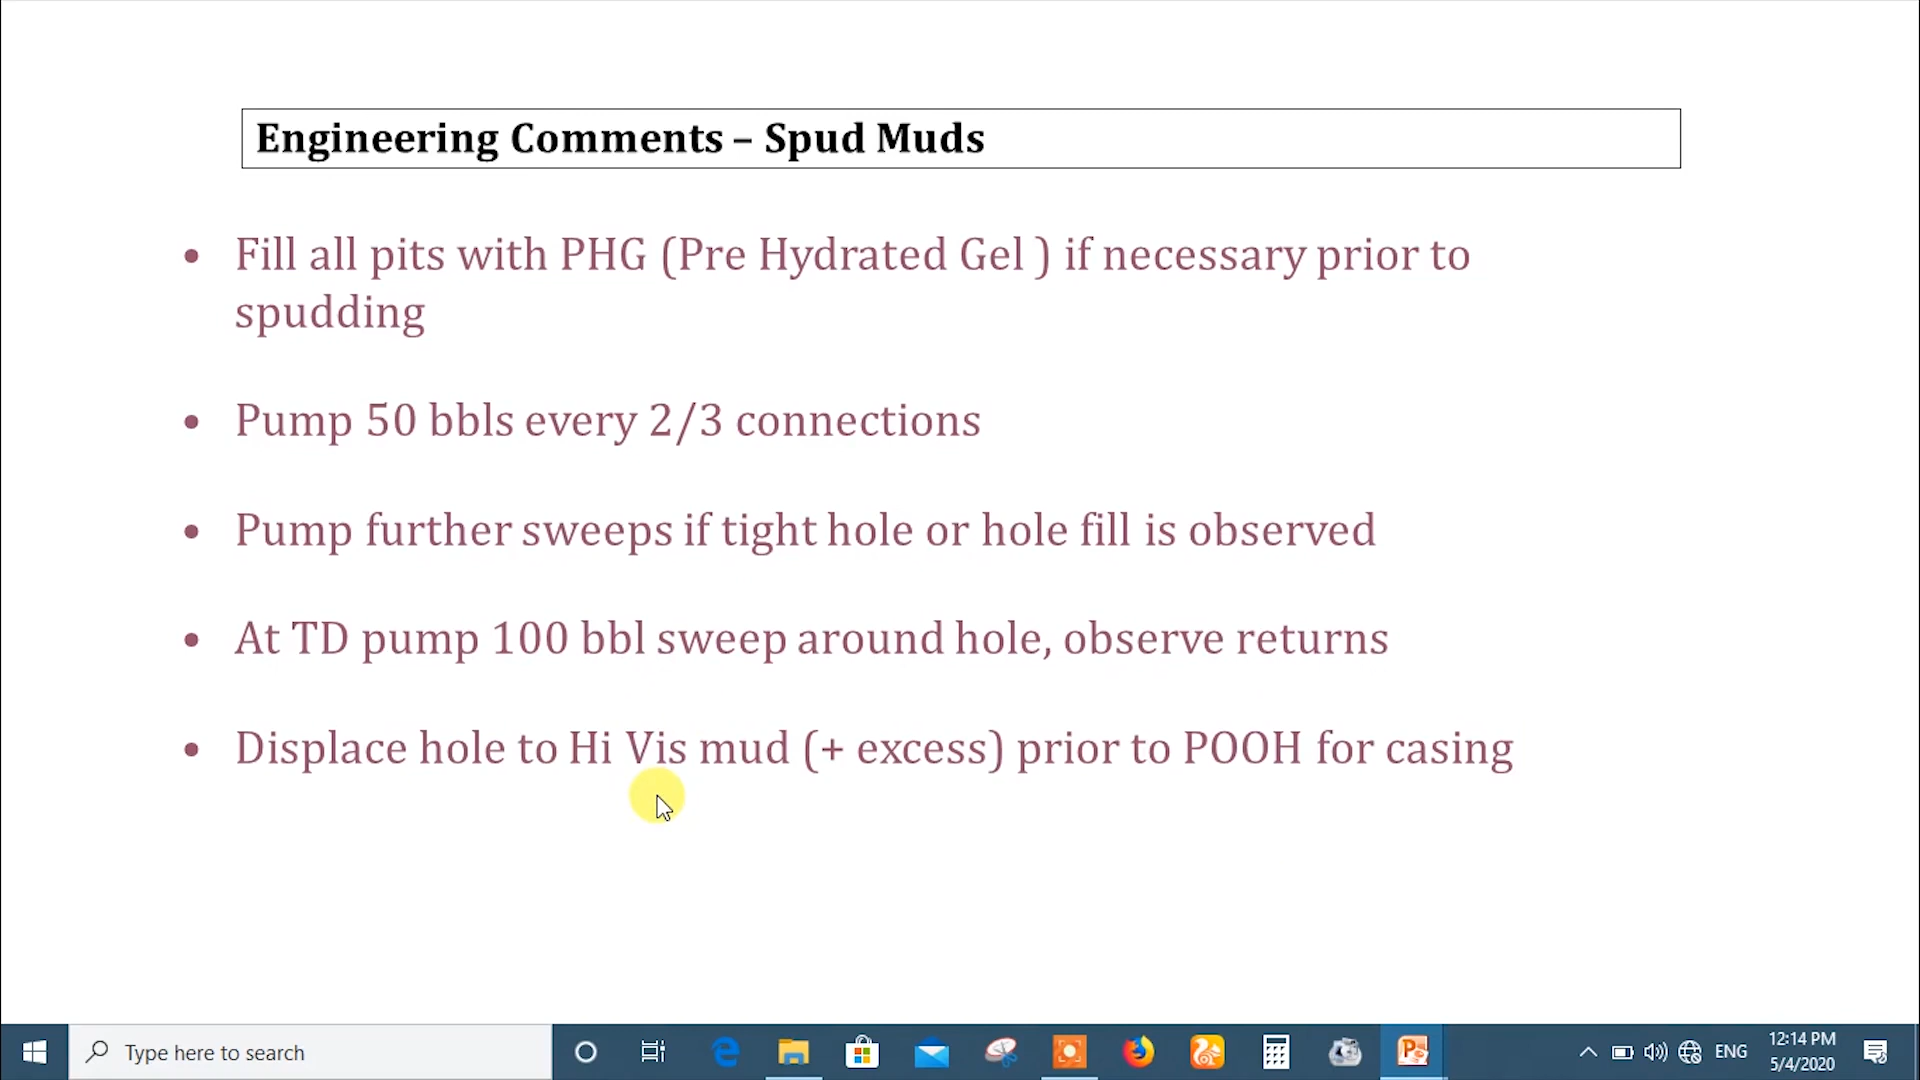 Engineering Comments – Spud Muds
• Fill all pits with PHG (Pre Hydrated Gel ) if necessary prior to
spudding
• Pump 50 bbls every 2/3 connections
• Pump further sweeps if tight hole or hole fill is observed
• At TD pump 100 bbl sweep around hole, observe returns
• Displace hole to Hi Vis mud (+ excess) prior to POOH for casing
Type here to search
ENG
12:14 PM
5/4/2020